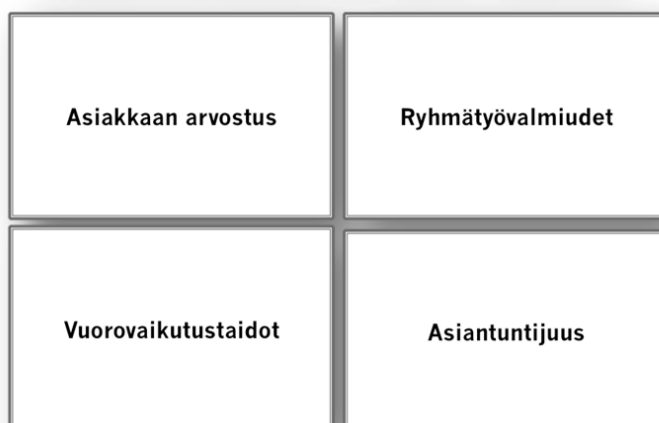 Asiakkaan arvostus
Ryhmätyövalmiudet
Vuorovaikutustaidot
Asiantuntijuus